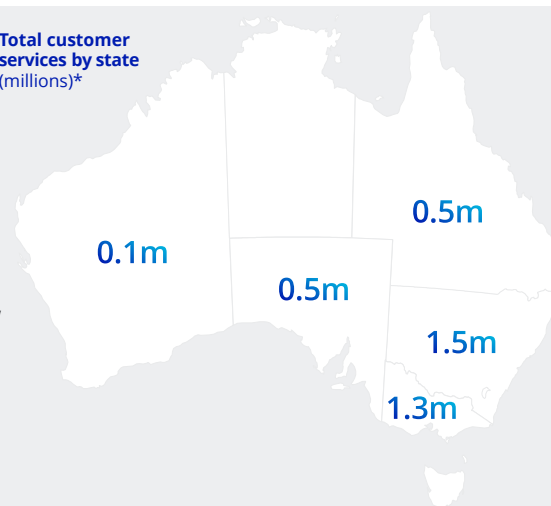 Total customer
services by state
(millions)*
0.5m
0.1m
0.5m
1.5m
1.3m